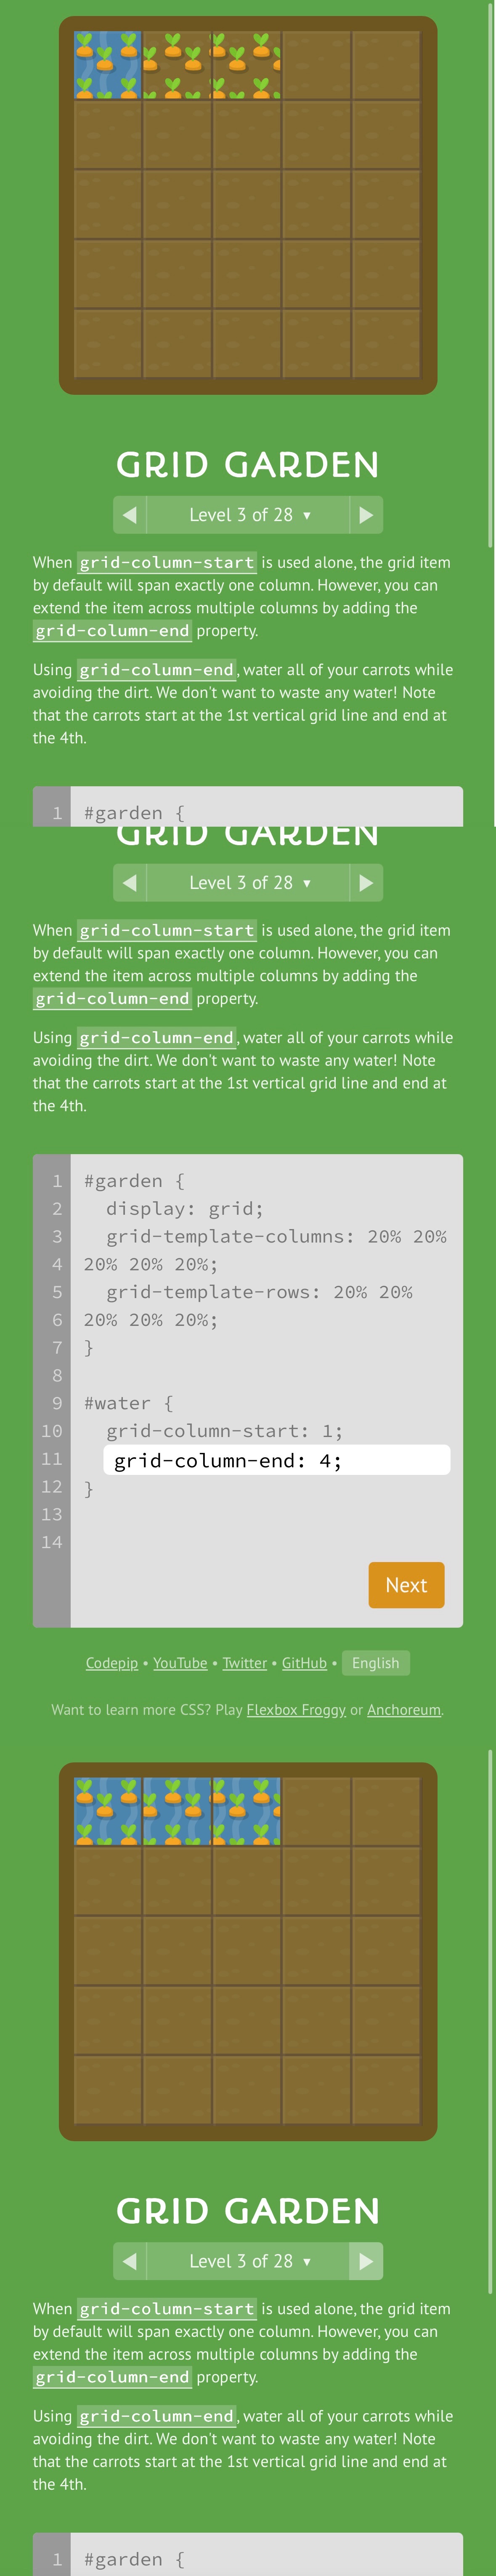 GRID GARDEN
◀ Level 3 of 28 ▼ ▶
When grid-column-start is used alone, the grid item
by default will span exactly one column. However, you can
extend the item across multiple columns by adding the
grid-column-end property.
Using grid-column-end, water all of your carrots while
avoiding the dirt. We don't want to waste any water! Note
that the carrots start at the 1st vertical grid line and end at
the 4th.
1 #garden {
GRID GARDEN
◀ Level 3 of 28 ▼ ▶
When grid-column-start is used alone, the grid item
by default will span exactly one column. However, you can
extend the item across multiple columns by adding the
grid-column-end property.
Using grid-column-end, water all of your carrots while
avoiding the dirt. We don't want to waste any water! Note
that the carrots start at the 1st vertical grid line and end at
the 4th.
1 #garden {
2 display: grid;
3 grid-template-columns: 20% 20%
4 20% 20% 20%;
5 grid-template-rows: 20% 20%
6 20% 20% 20%;
7 }
8
9 #water {
10 grid-column-start: 1;
11 grid-column-end: 4;
12 }
13
14
Next
Codepip • YouTube • Twitter • GitHub • English
Want to learn more CSS? Play Flexbox Froggy or Anchoreum.
GRID GARDEN
◀ Level 3 of 28 ▼ ▶
When grid-column-start is used alone, the grid item
by default will span exactly one column. However, you can
extend the item across multiple columns by adding the
grid-column-end property.
Using grid-column-end, water all of your carrots while
avoiding the dirt. We don't want to waste any water! Note
that the carrots start at the 1st vertical grid line and end at
the 4th.
1 #garden {